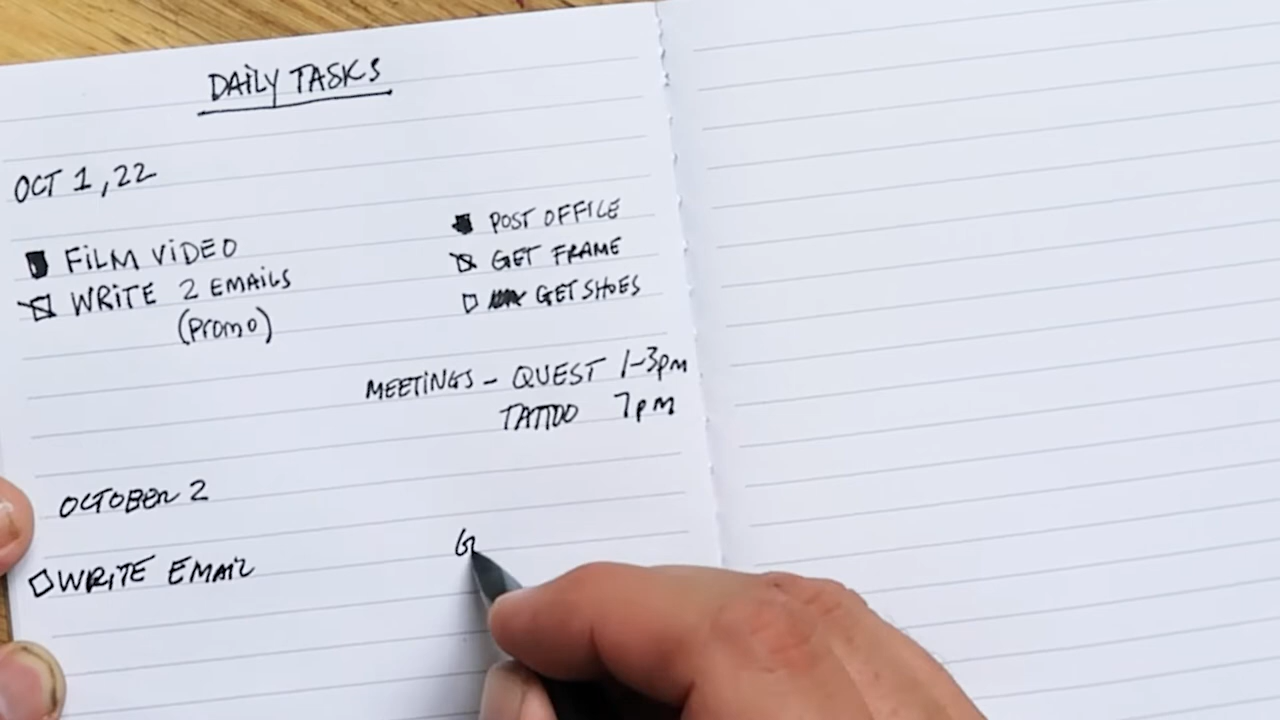 DAILY TASKS
OCT 1, 22
FILM VIDEO
WRITE 2 EMAILS
(PROMO)
POST OFFICE
GET FRAME
GET SHOES
MEETINGS - QUEST 1-3pm
TATTOO 7pm
OCTOBER 2
WRITE EMAIL
G